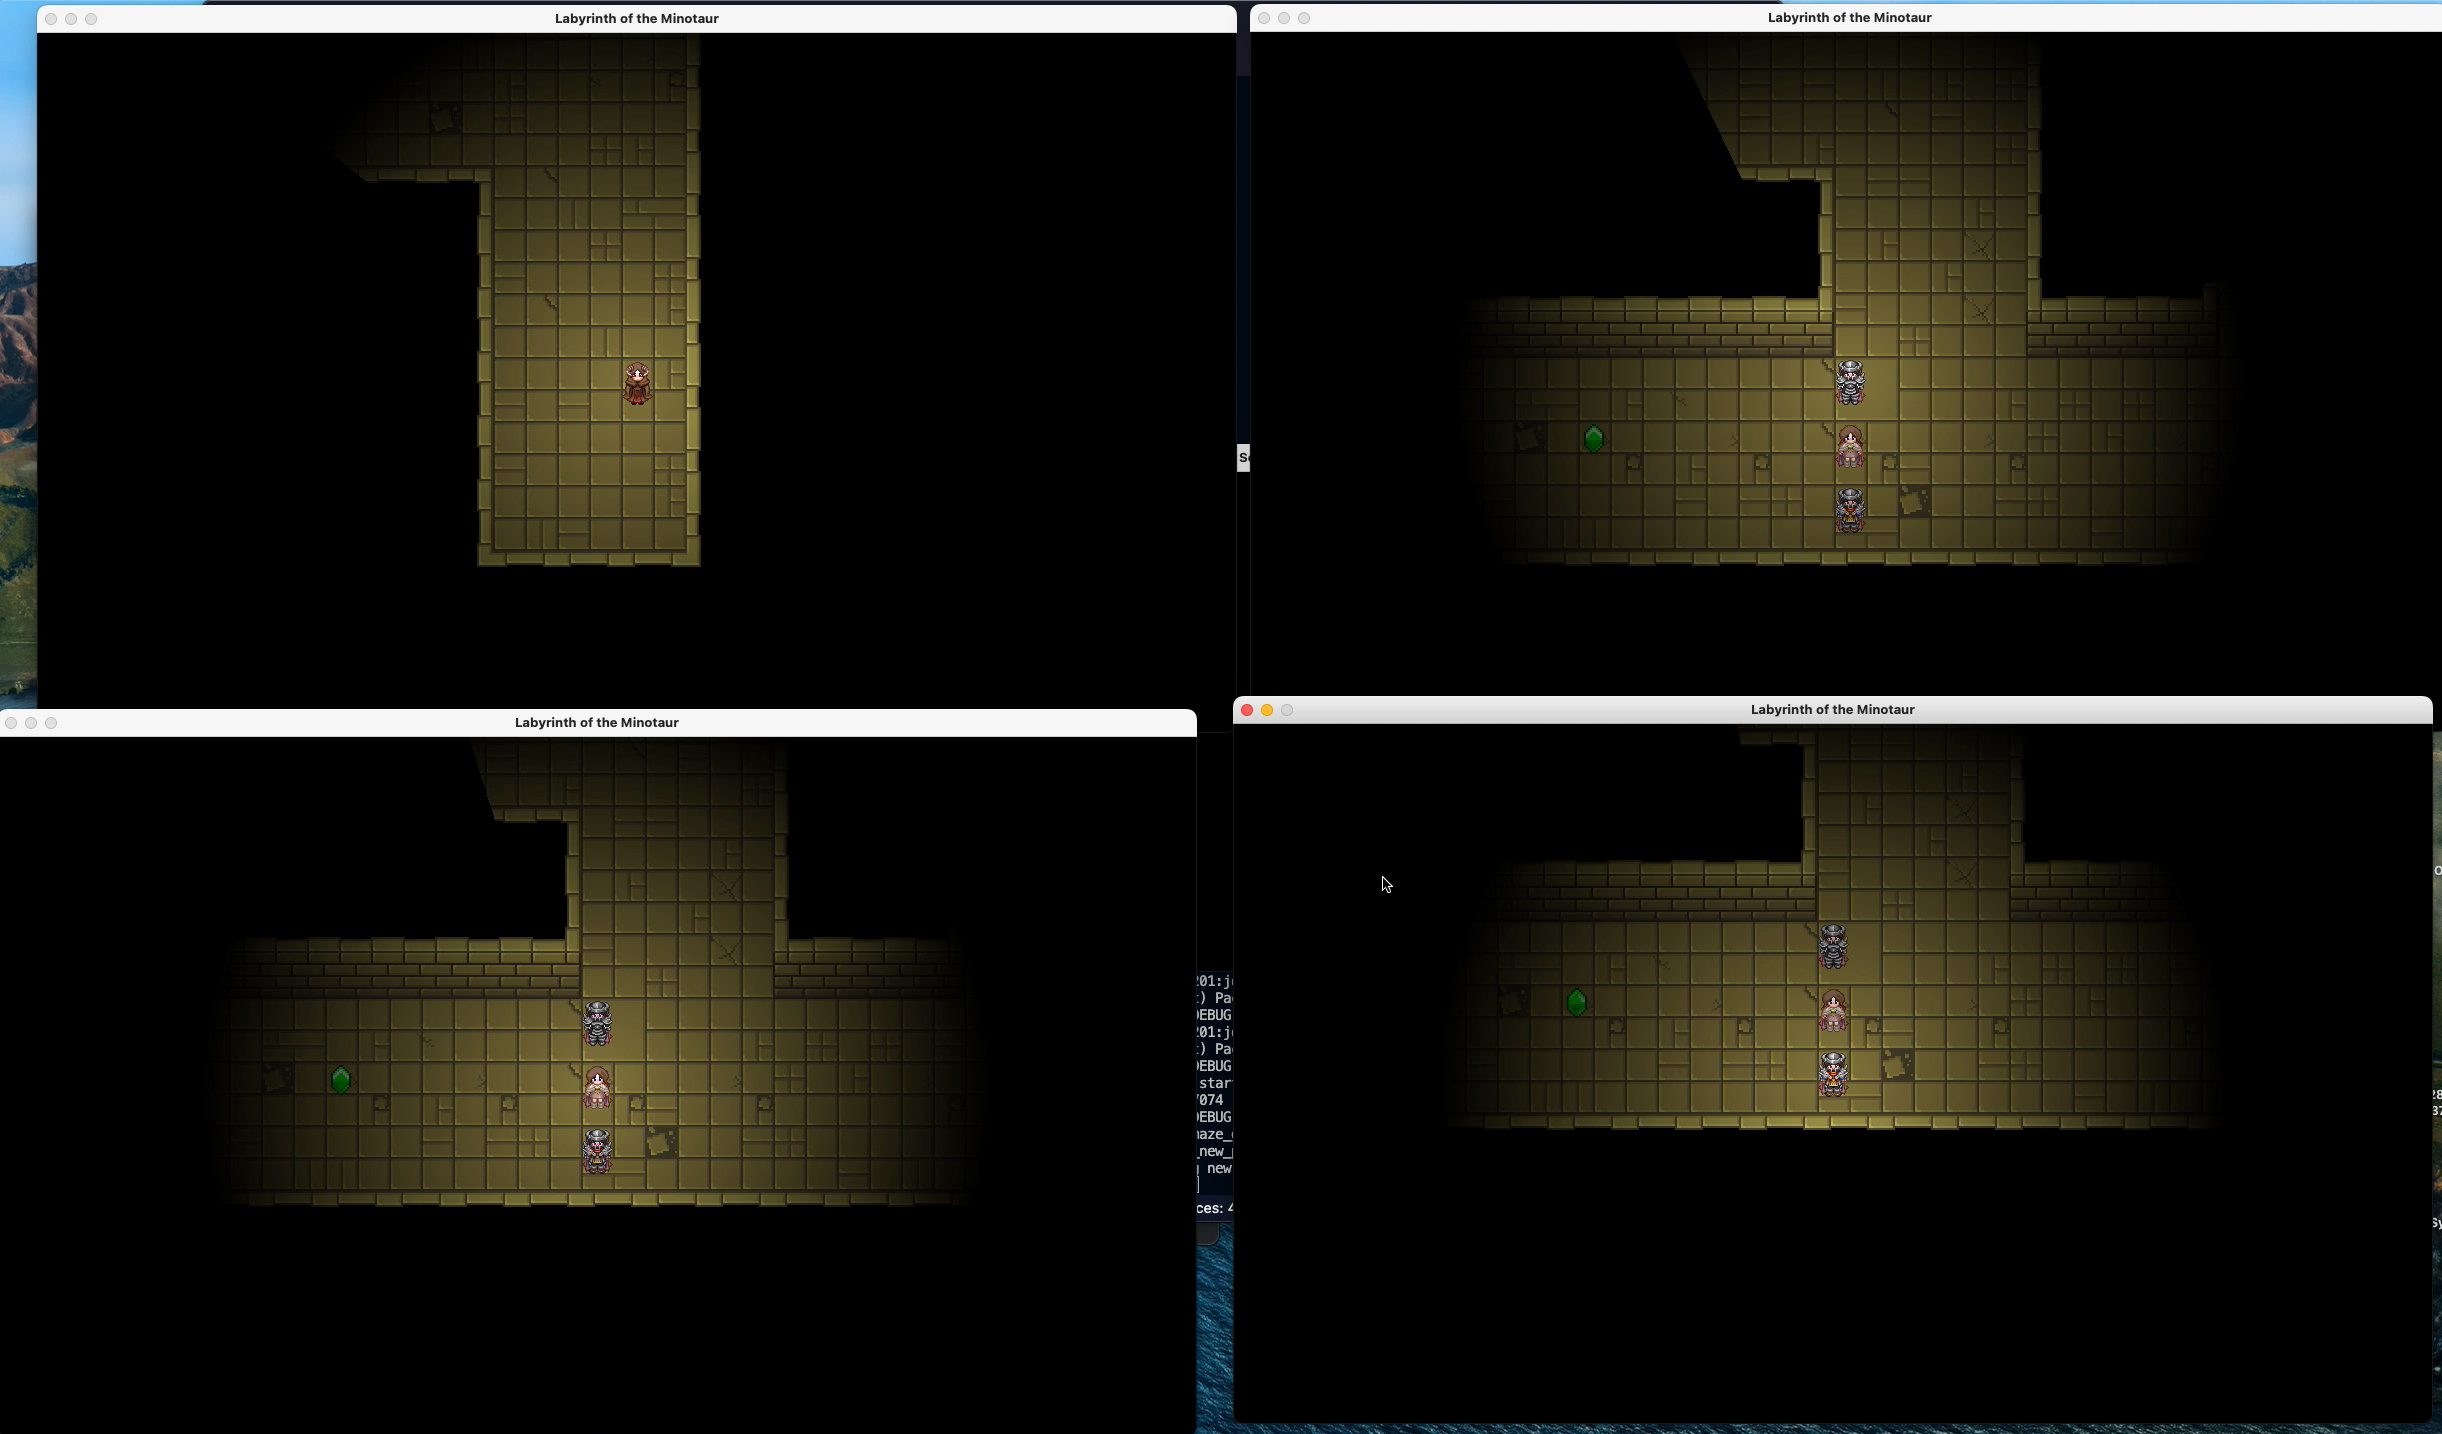 Labyrinth of the Minotaur
Labyrinth of the Minotaur
Labyrinth of the Minotaur
Labyrinth of the Minotaur
201:j
) Pa
DEBUG
201:j
) Pa
DEBUG
star
7074
DEBUG
maze_
_new_
new
ces: 4